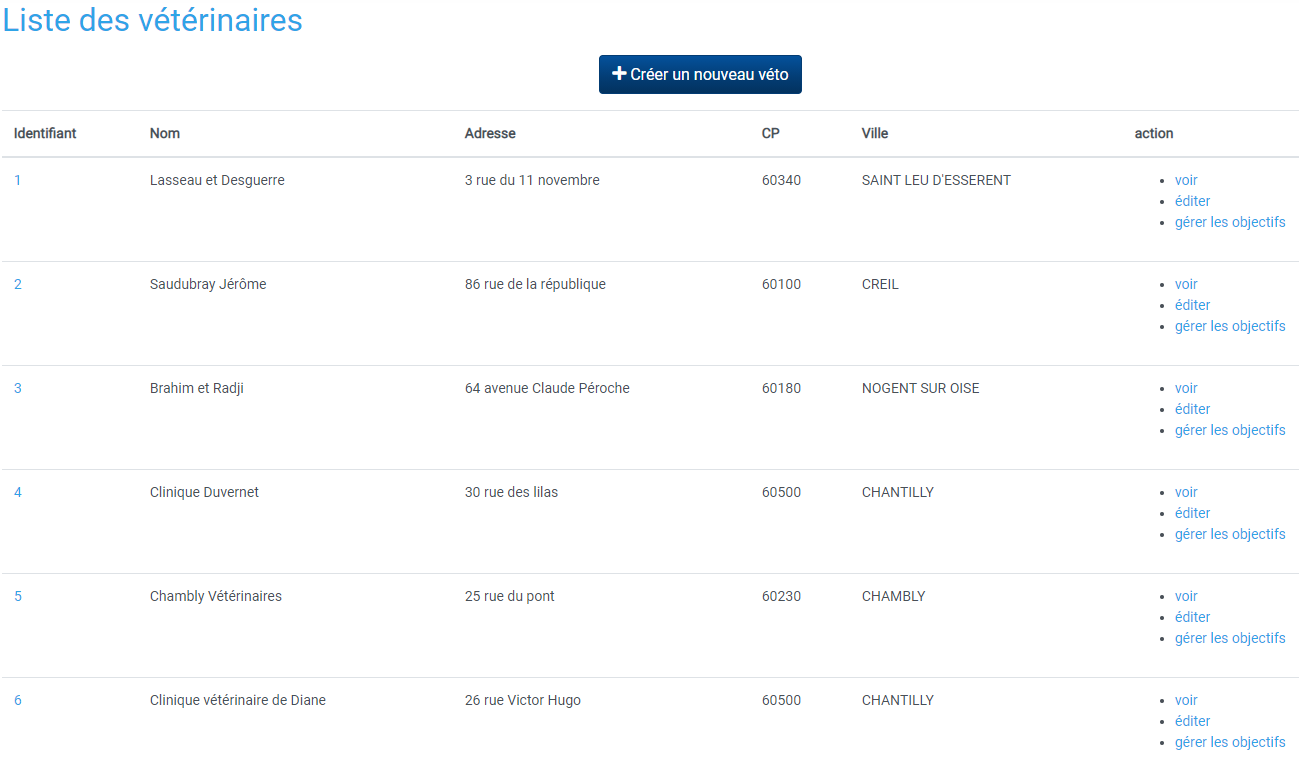 Liste des vétérinaires
Créer un nouveau véto
Identifiant Nom Adresse CP Ville action
1 Lasseau et Desguerre 3 rue du 11 novembre 60340 SAINT LEU D'ESSERENT voir
éditer
gérer les objectifs
2 Saudubray Jérôme 86 rue de la république 60100 CREIL voir
éditer
gérer les objectifs
3 Brahim et Radji 64 avenue Claude Péroche 60180 NOGENT SUR OISE voir
éditer
gérer les objectifs
4 Clinique Duvernet 30 rue des lilas 60500 CHANTILLY voir
éditer
gérer les objectifs
5 Chambly Vétérinaires 25 rue du pont 60230 CHAMBLY voir
éditer
gérer les objectifs
6 Clinique vétérinaire de Diane 26 rue Victor Hugo 60500 CHANTILLY voir
éditer
gérer les objectifs